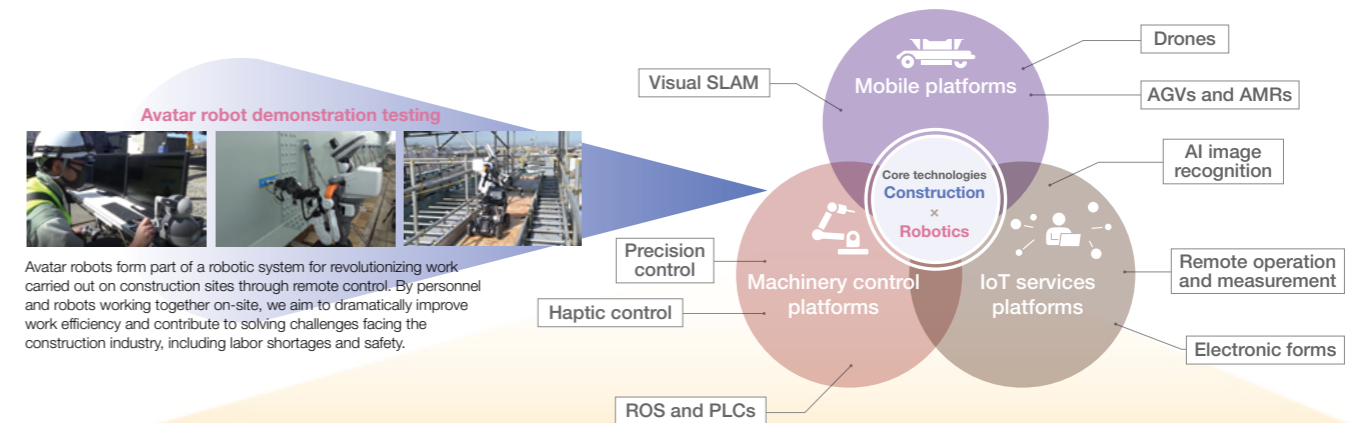 Avatar robot demonstration testing
Avatar robots form part of a robotic system for revolutionizing work
carried out on construction sites through remote control. By personnel
and robots working together on-site, we aim to dramatically improve
work efficiency and contribute to solving challenges facing the
construction industry, including labor shortages and safety.
Visual SLAM
Mobile platforms
Drones
AGVs and AMRs
AI image
recognition
Core technologies
Construction
×
Robotics
Precision
control
Machinery control
platforms
IoT services
platforms
Remote operation
and measurement
Haptic control
Electronic forms
ROS and PLCs